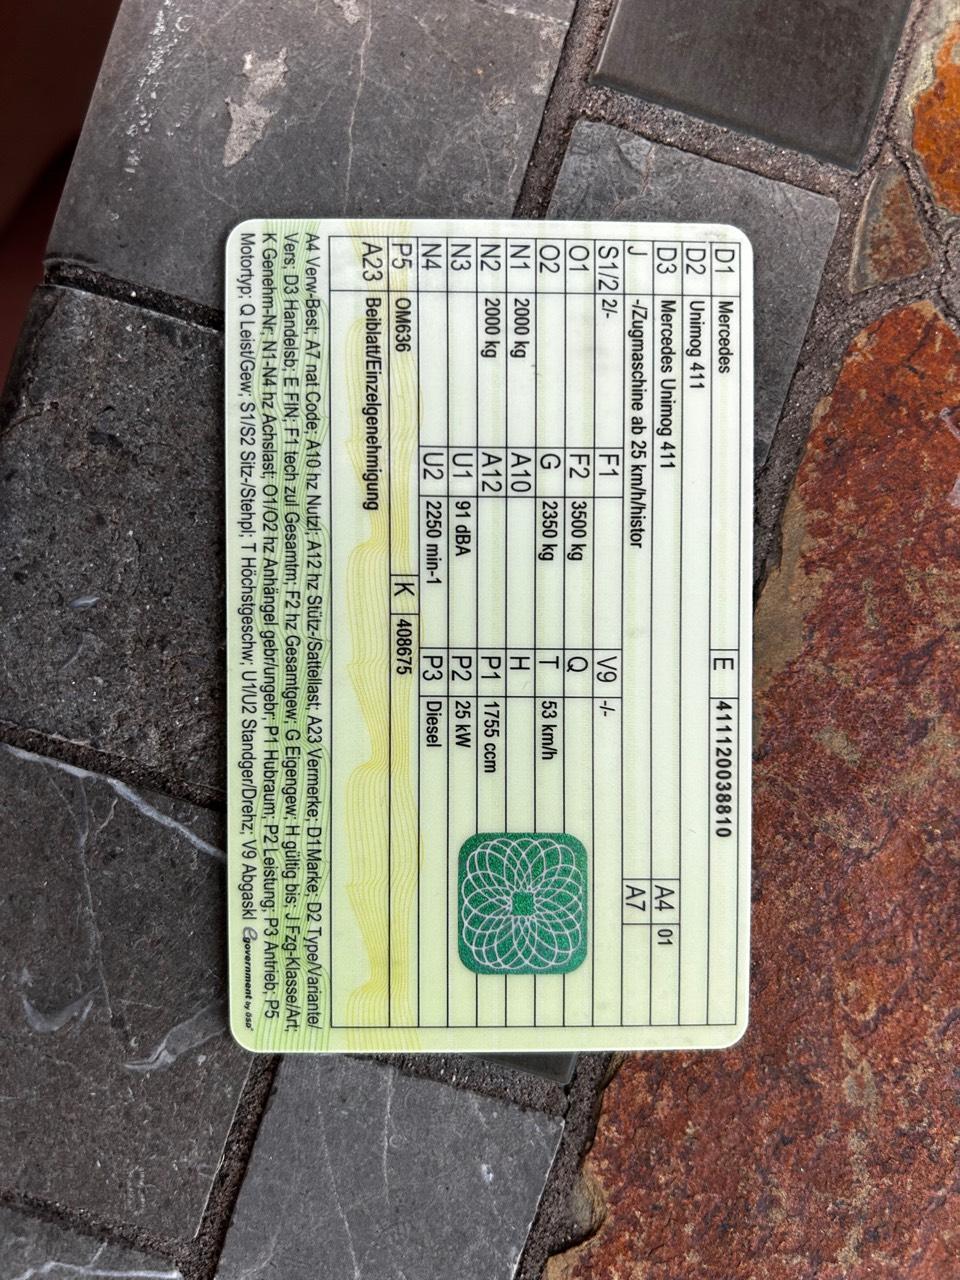 D1 Mercedes E 411120038810
D2 Unimog 411 A4 01
D3 Mercedes Unimog 411 A7
J -/Zugmaschine ab 25 km/h/histor
S1/2 2/- F1 V9 -/-
O1 F2 3500 kg Q
O2 G 2350 kg T 53 km/h
N1 2000 kg A10 H
N2 2000 kg A12 P1 1755 ccm
N3 U1 91 dBA P2 25 kW
N4 U2 2250 min-1 P3 Diesel
P5 OM636 K 408675
A23 Beiblatt/Einzelgenehmigung
A4 Verw-Best; A7 nat Code; A10 hz Nutzl; A12 hz Stütz-/Sattellast; A23 Vermerke; D1Marke; D2 Type/Variante/
Vers; D3 Handelsb; E FIN; F1 tech zul Gesamtm; F2 hz Gesamtgew; G Eigengew; H gültig bis; J Fzg-Klasse/Art;
K Genehm-Nr; N1-N4 hz Achslast; O1/O2 hz Anhängel gebr/ungebr; P1 Hubraum; P2 Leistung; P3 Antrieb; P5
Motortyp; Q Leist/Gew; S1/S2 Sitz-/Stehpl; T Höchstgeschw; U1/U2 Standger/Drehz; V9 Abgaskl egovernment by ösd